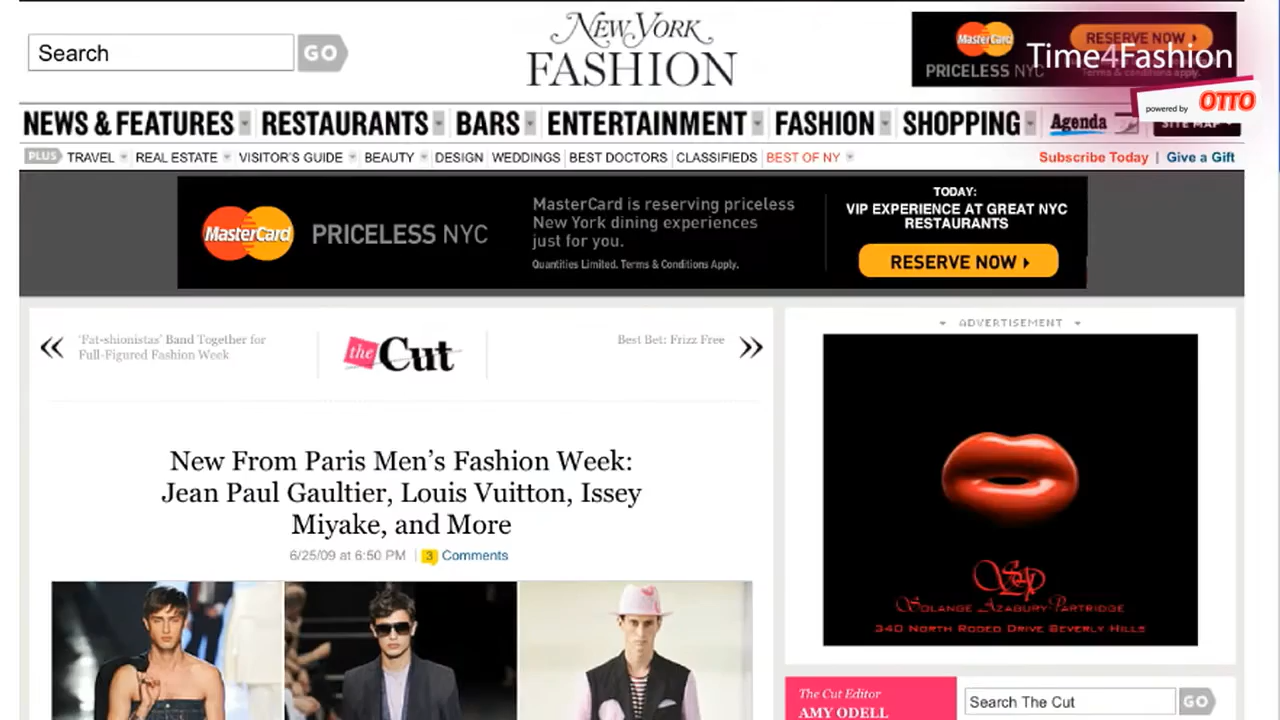 Search
GO
NEW YORK
FASHION
MasterCard
RESERVE NOW
PRICELESS NYC
Terms & conditions apply.
Time4Fashion
powered by OTTO
NEWS & FEATURES RESTAURANTS BARS ENTERTAINMENT FASHION SHOPPING Agenda
SITE MAP
PLUS TRAVEL REAL ESTATE VISITOR'S GUIDE BEAUTY DESIGN WEDDINGS BEST DOCTORS CLASSIFIEDS BEST OF NY
Subscribe Today | Give a Gift
MasterCard PRICELESS NYC
MasterCard is reserving priceless
New York dining experiences
just for you.
Quantities Limited. Terms & Conditions Apply.
TODAY:
VIP EXPERIENCE AT GREAT NYC
RESTAURANTS
RESERVE NOW
'Fat-shionistas' Band Together for
Full-Figured Fashion Week
the Cut
Best Bet: Frizz Free
ADVERTISEMENT
New From Paris Men's Fashion Week:
Jean Paul Gaultier, Louis Vuitton, Issey
Miyake, and More
6/25/09 at 6:50 PM | 3 Comments
SOLANGE AZAGURY-PARTRIDGE
340 NORTH RODEO DRIVE BEVERLY HILLS
The Cut Editor
AMY ODELL
Search The Cut
GO